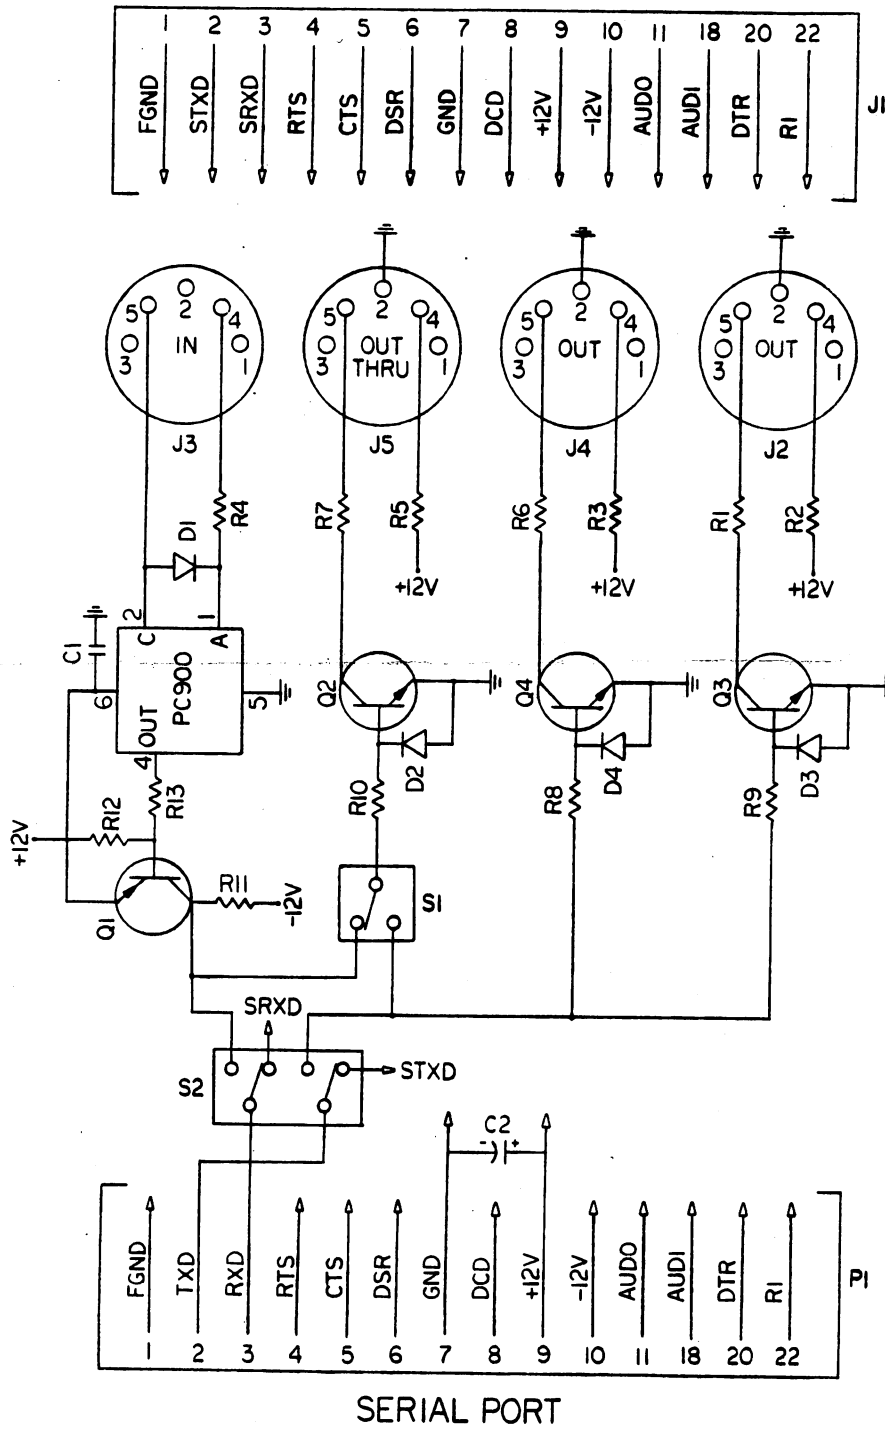 1 2 3 4 5 6 7 8 9 10 11 18 20 22
FGND STXD SRXD RTS CTS DSR GND DCD +12V -12V AUDO AUDI DTR RI
J1
5 2 4 3 IN 1
5 2 4 3 OUT THRU 1
5 2 4 3 OUT 1
5 2 4 3 OUT 1
J3 J5 J4 J2
D1 R4 R7 R5 R6 R3 R1 R2
+12V +12V +12V
2 1
C A
C1
6 PC900 5
OUT
4
Q2 Q4 Q3
D2 D4 D3
R12 R13 R10 R8 R9
+12V
Q1 R11 -12V
S1
SRXD
S2 STXD
- C2 +
FGND TXD RXD RTS CTS DSR GND DCD +12V -12V AUDO AUDI DTR RI
P1
1 2 3 4 5 6 7 8 9 10 11 18 20 22
SERIAL PORT